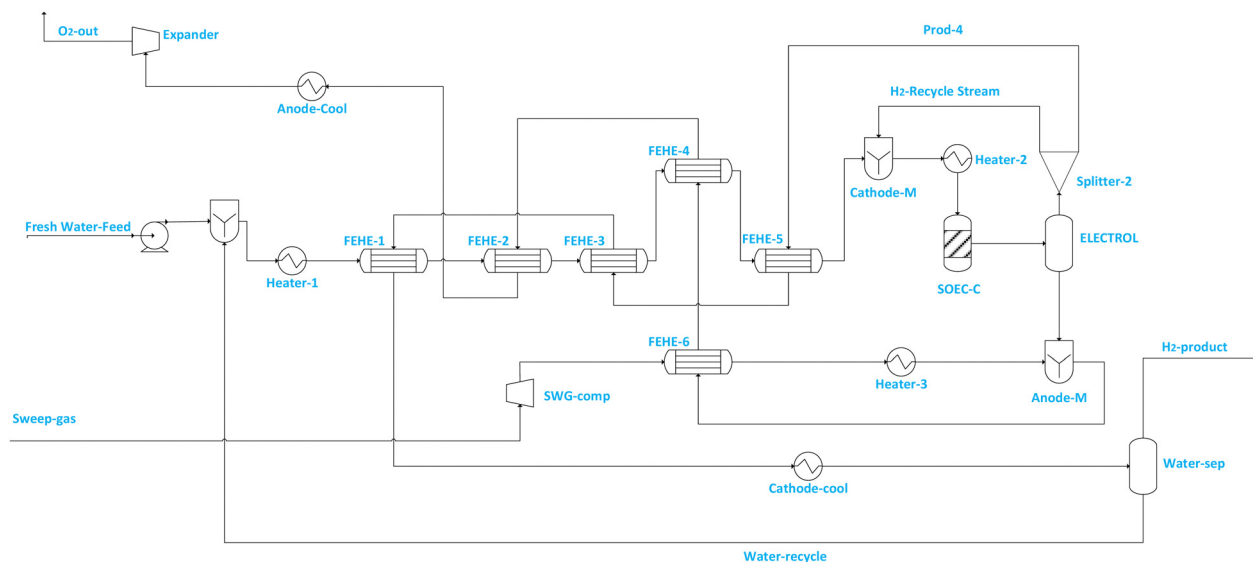 O2-out
Expander
Prod-4
H2-Recycle Stream
Anode-Cool
FEHE-4
Heater-2
Cathode-M
Splitter-2
Fresh Water-Feed
FEHE-1
FEHE-2
FEHE-3
FEHE-5
ELECTROL
Heater-1
SOEC-C
FEHE-6
H2-product
Heater-3
SWG-comp
Anode-M
Sweep-gas
Water-sep
Cathode-cool
Water-recycle